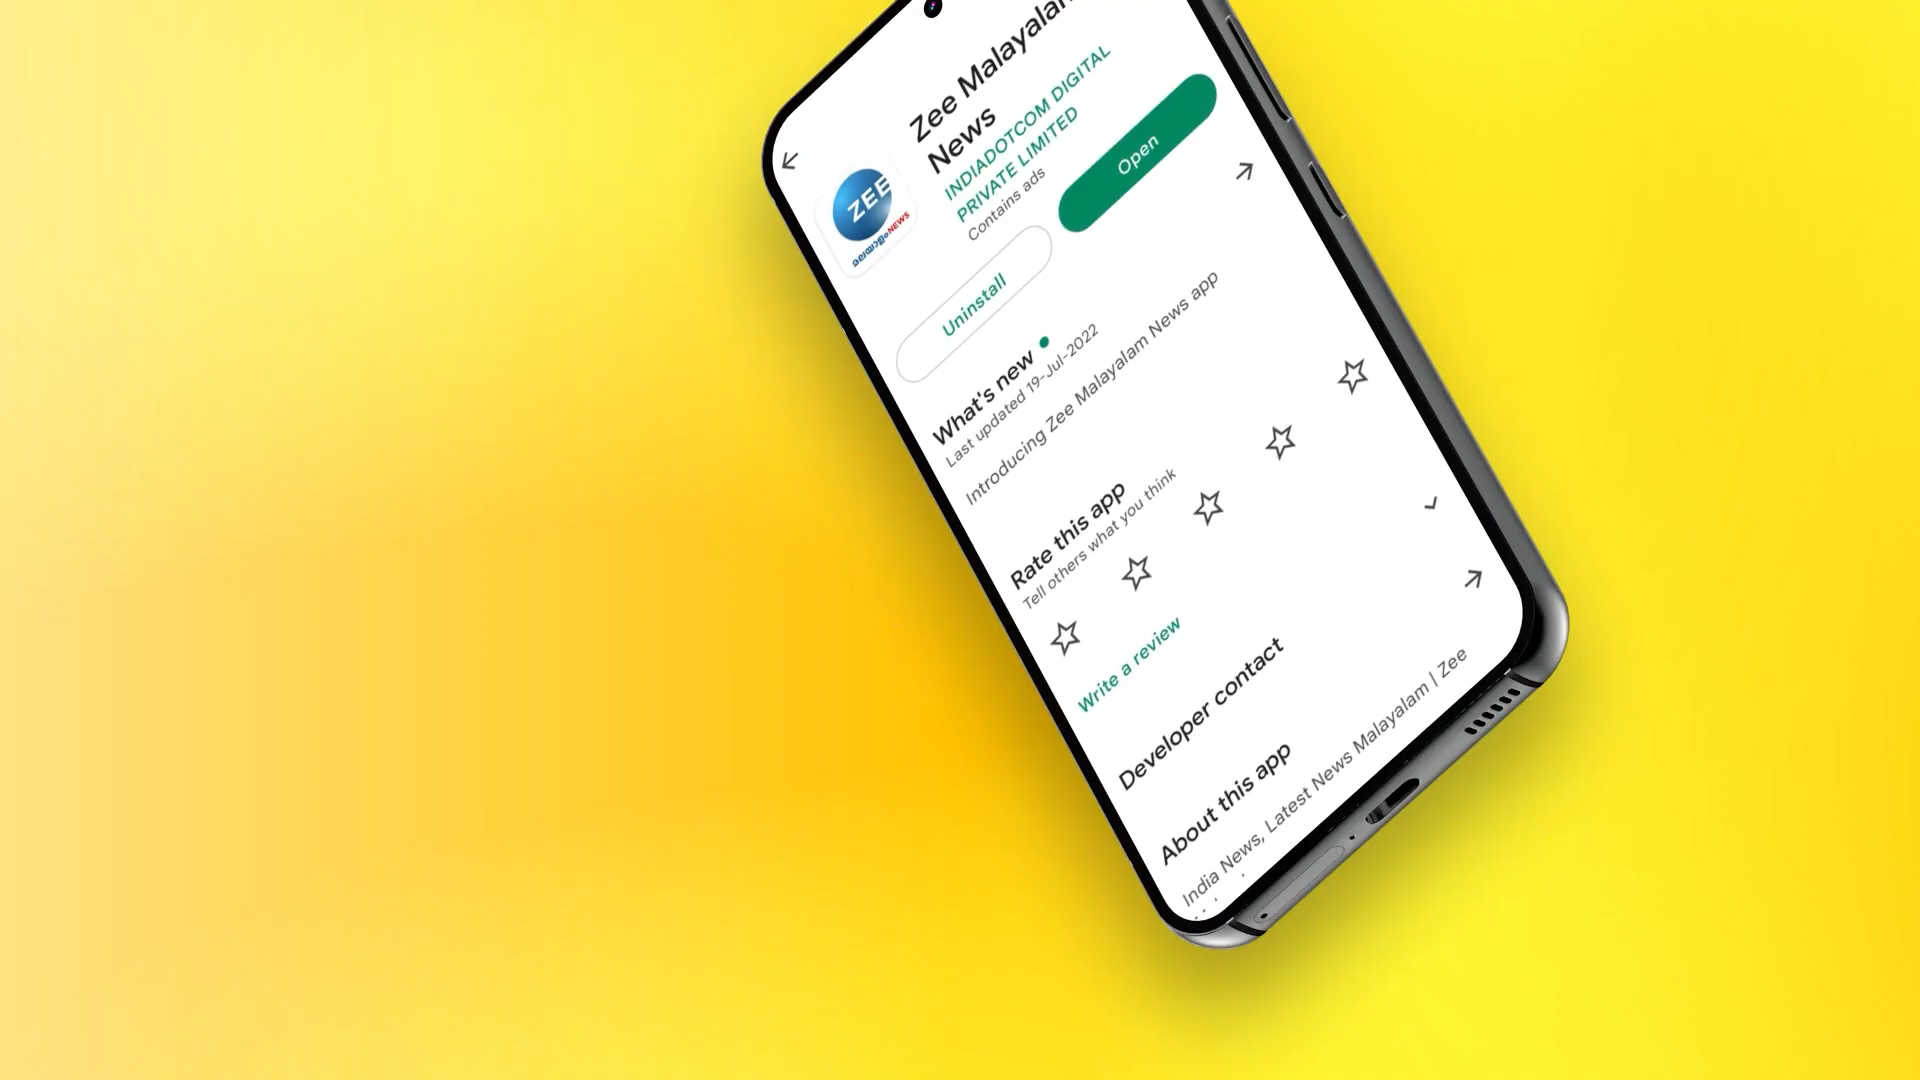 Zee Malayalam
News
INDIADOTCOM DIGITAL
PRIVATE LIMITED
Contains ads
ZEE
മലയാളംNEWS
Uninstall
Open
What's new
Last updated 19-Jul-2022
Introducing Zee Malayalam News app
Rate this app
Tell others what you think
Write a review
Developer contact
About this app
India News, Latest News Malayalam | Zee